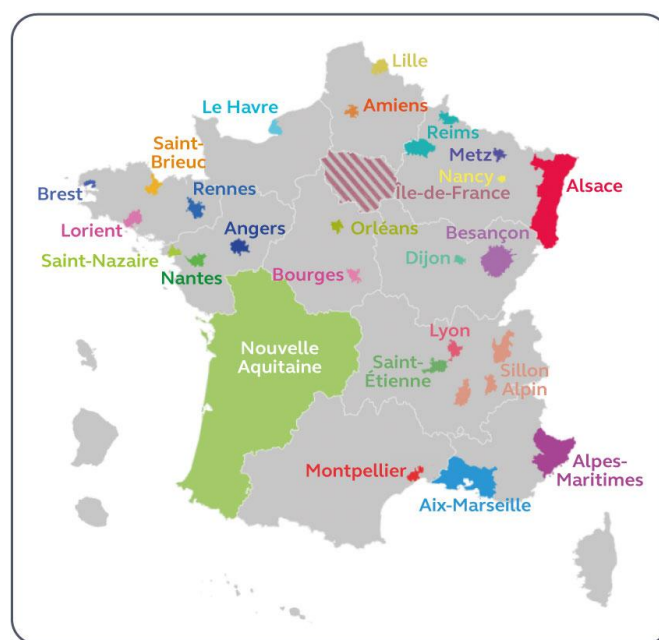 Lille
Amiens
Le Havre
Reims
Saint-
Brieuc
Metz
Nancy
Alsace
Brest
Rennes
Île-de-France
Lorient
Angers
Orléans
Besançon
Saint-Nazaire
Nantes
Bourges
Dijon
Lyon
Nouvelle
Aquitaine
Saint-
Étienne
Sillon
Alpin
Montpellier
Alpes-
Maritimes
Aix-Marseille